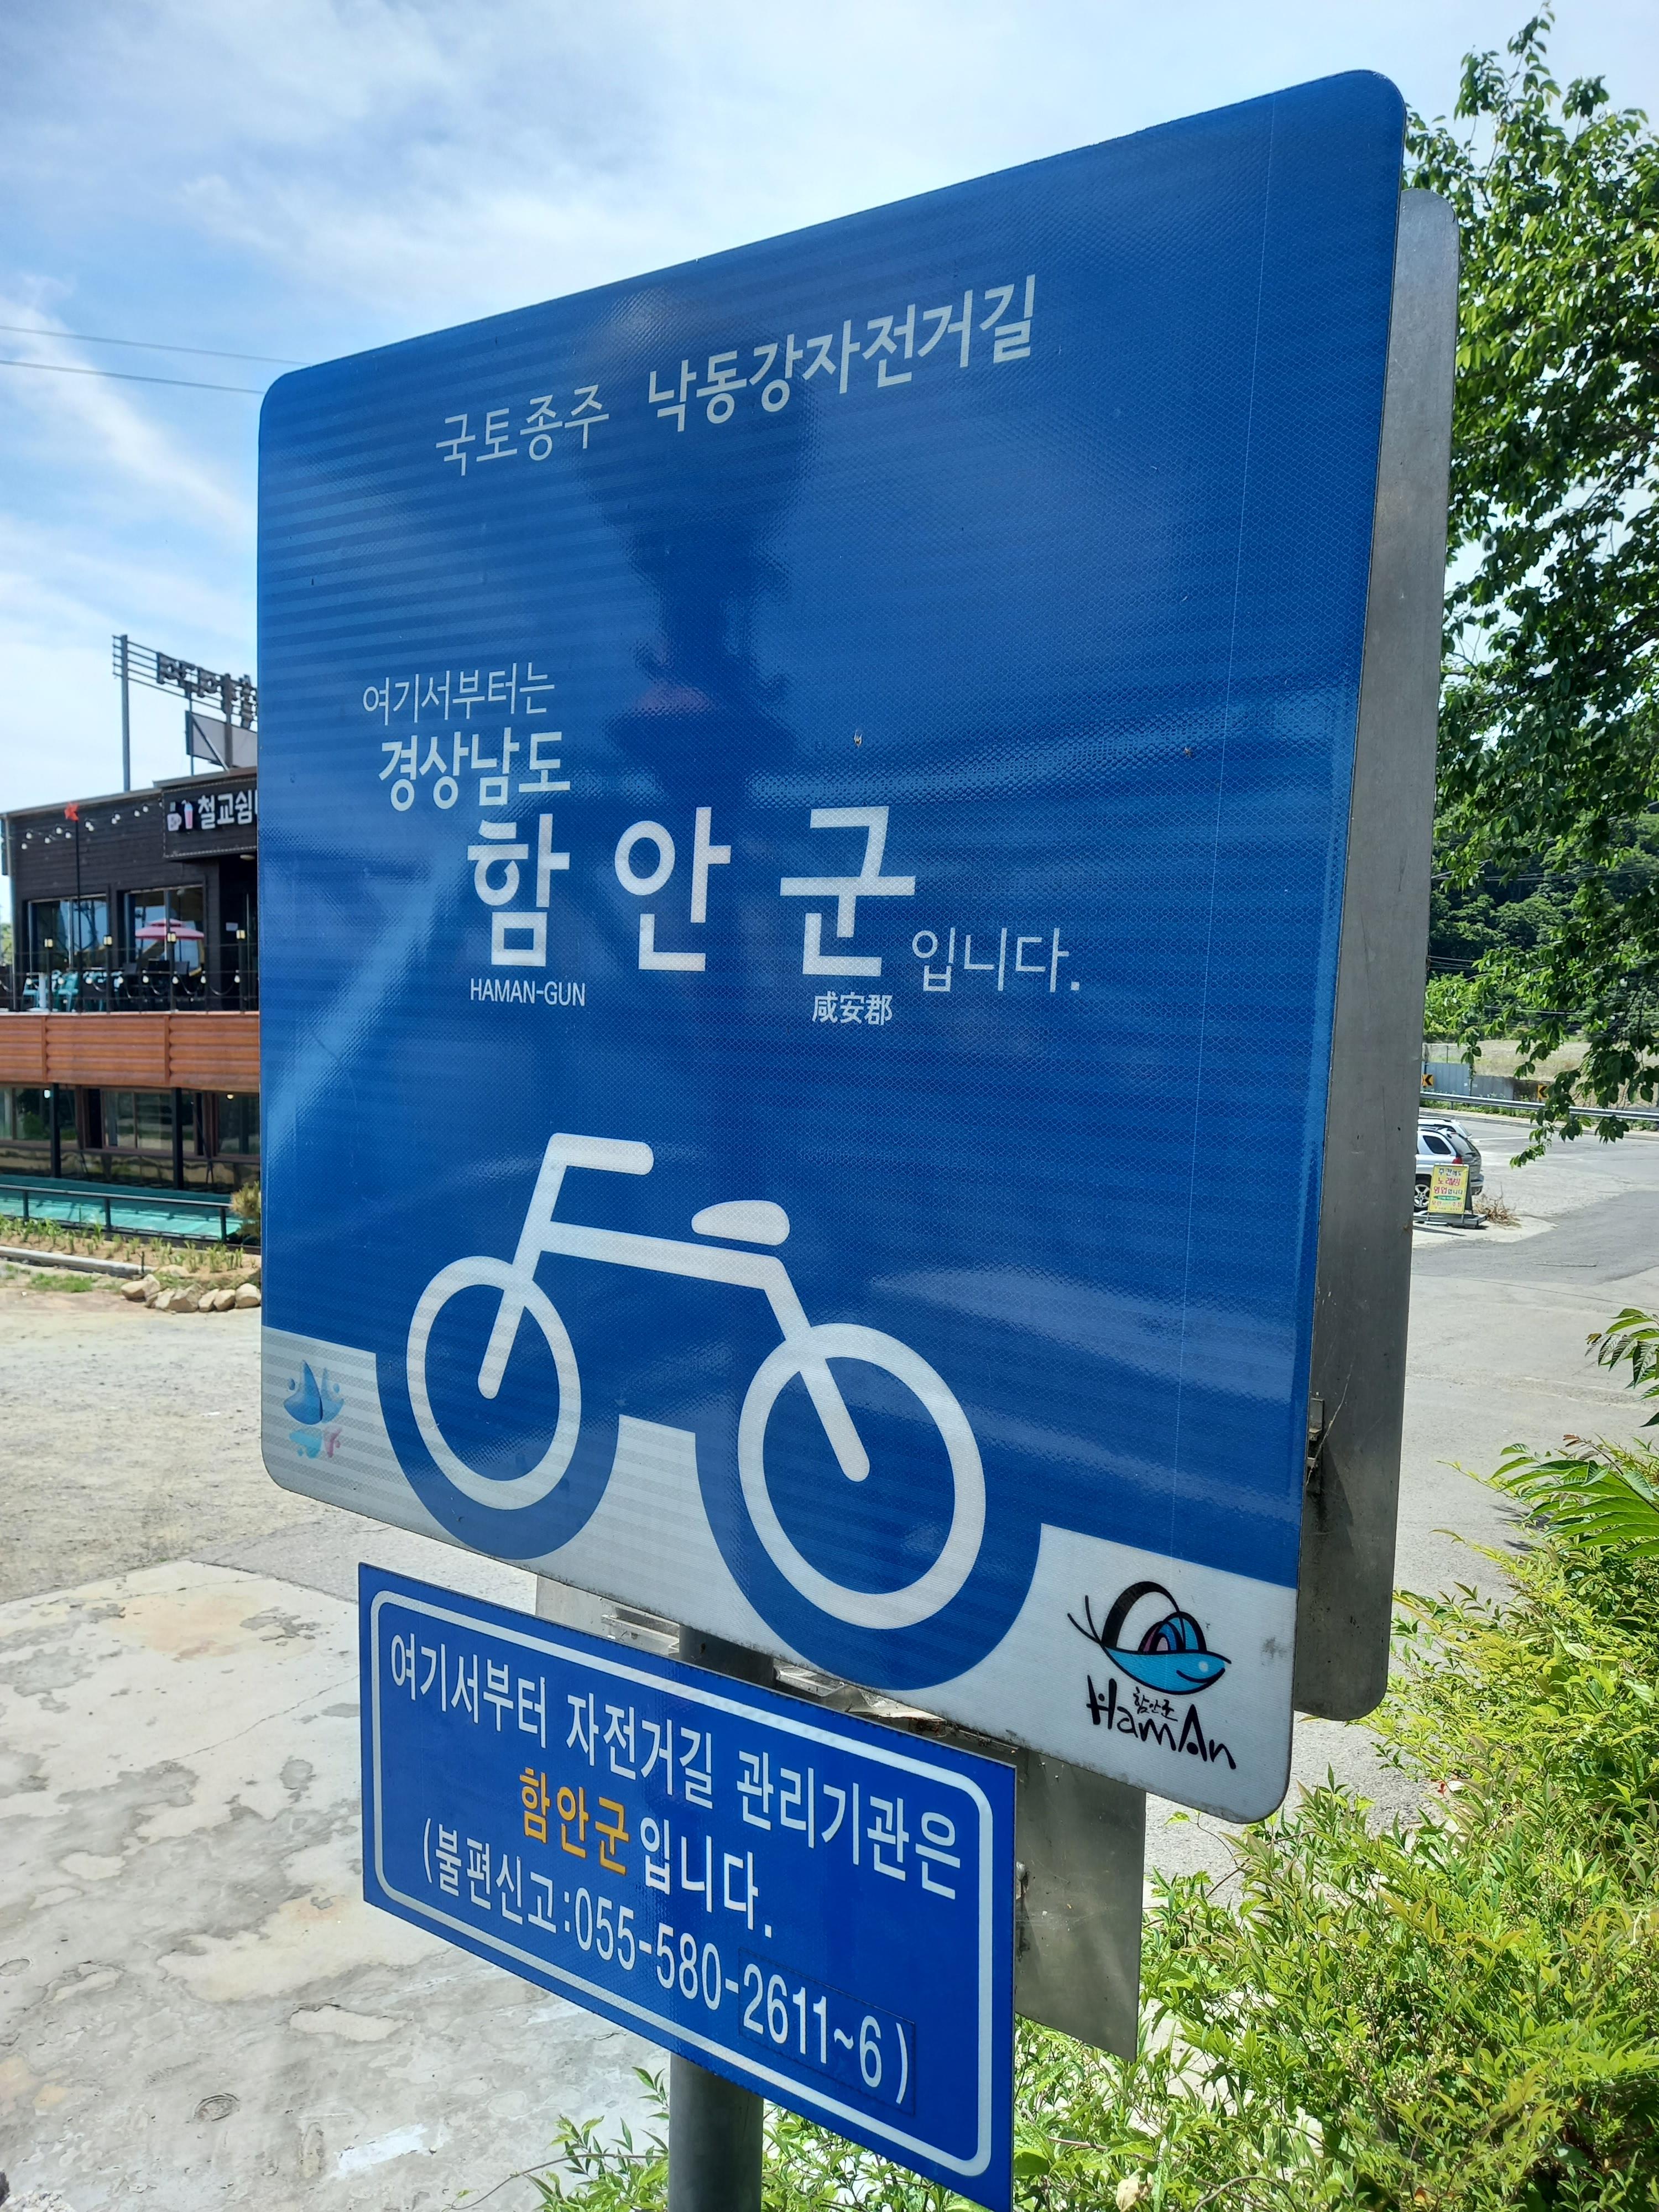 국토종주 낙동강자전거길
여기서부터는
경상남도
함안군입니다.
HAMAN-GUN 咸安郡
함안군
HamAn
여기서부터 자전거길 관리기관은
함안군입니다.
(불편신고:055-580-2611~6)
철교쉼